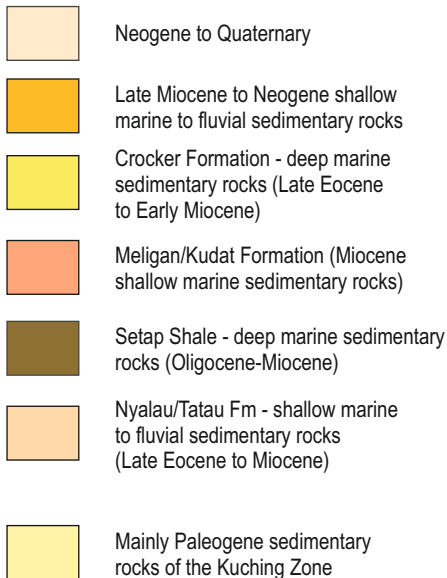 Neogene to Quaternary
Late Miocene to Neogene shallow
marine to fluvial sedimentary rocks
Crocker Formation - deep marine
sedimentary rocks (Late Eocene
to Early Miocene)
Meligan/Kudat Formation (Miocene
shallow marine sedimentary rocks)
Setap Shale - deep marine sedimentary
rocks (Oligocene-Miocene)
Nyalau/Tatau Fm - shallow marine
to fluvial sedimentary rocks
(Late Eocene to Miocene)
Mainly Paleogene sedimentary
rocks of the Kuching Zone